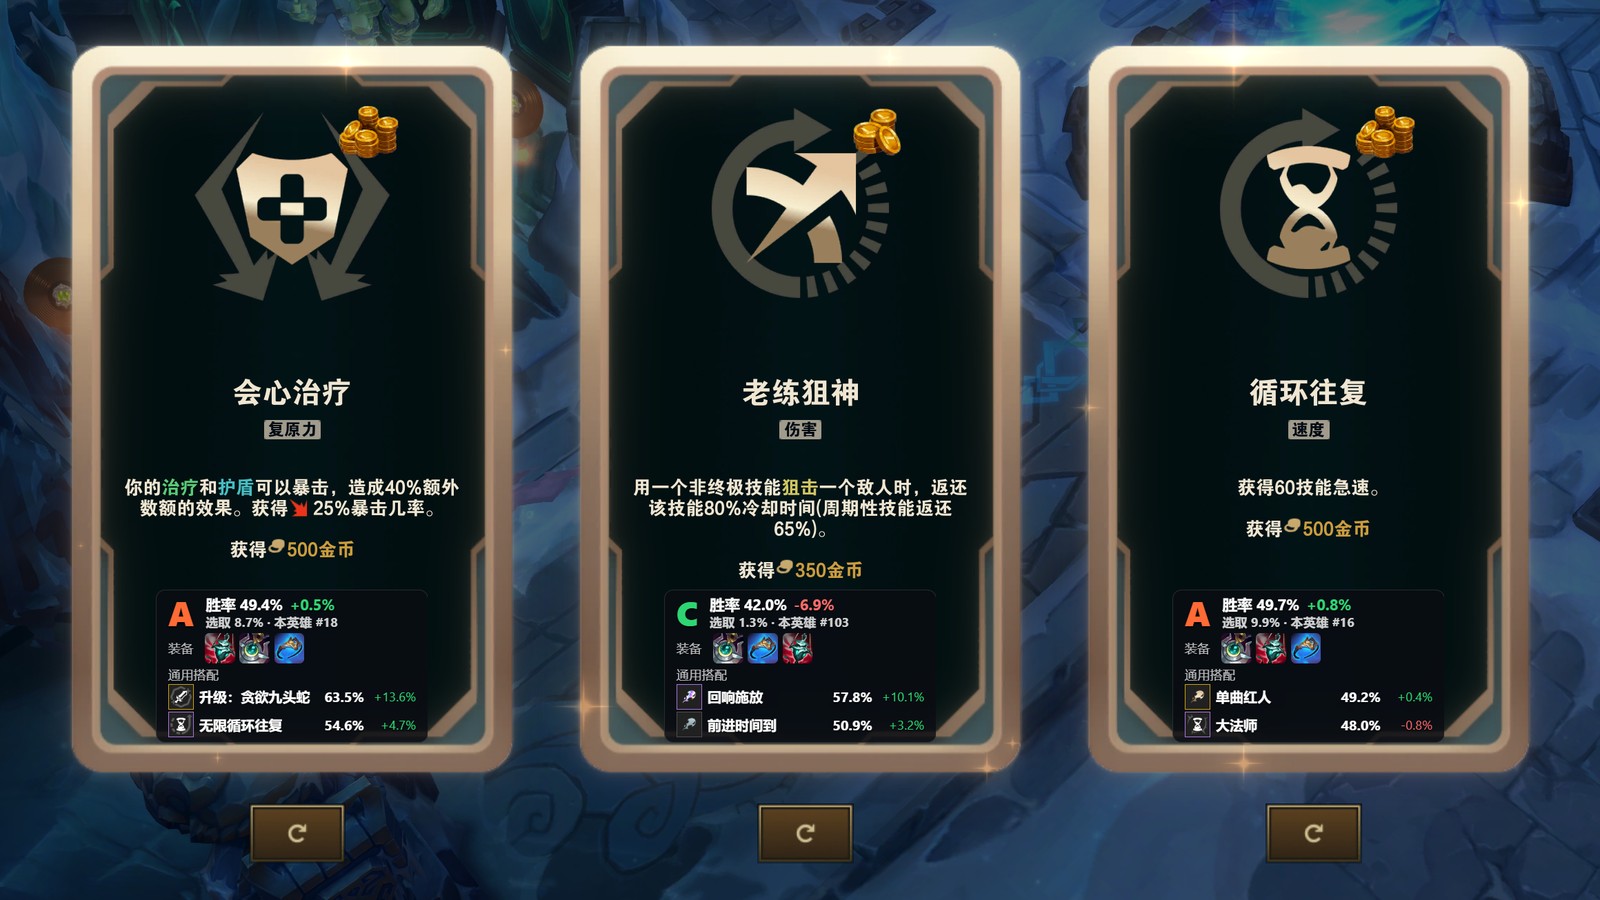 会心治疗
复原力
你的治疗和护盾可以暴击，造成40%额外
数额的效果。获得25%暴击几率。
获得500金币
A
胜率 49.4% +0.5%
选取 8.7% · 本英雄 #18
装备
通用搭配
升级：贪欲九头蛇 63.5% +13.6%
无限循环往复 54.6% +4.7%
老练狙神
伤害
用一个非终极技能狙击一个敌人时，返还
该技能80%冷却时间(周期性技能返还
65%)。
获得350金币
C
胜率 42.0% -6.9%
选取 1.3% · 本英雄 #103
装备
通用搭配
回响施放 57.8% +10.1%
前进时间到 50.9% +3.2%
循环往复
速度
获得60技能急速。
获得500金币
A
胜率 49.7% +0.8%
选取 9.9% · 本英雄 #16
装备
通用搭配
单曲红人 49.2% +0.4%
大法师 48.0% -0.8%